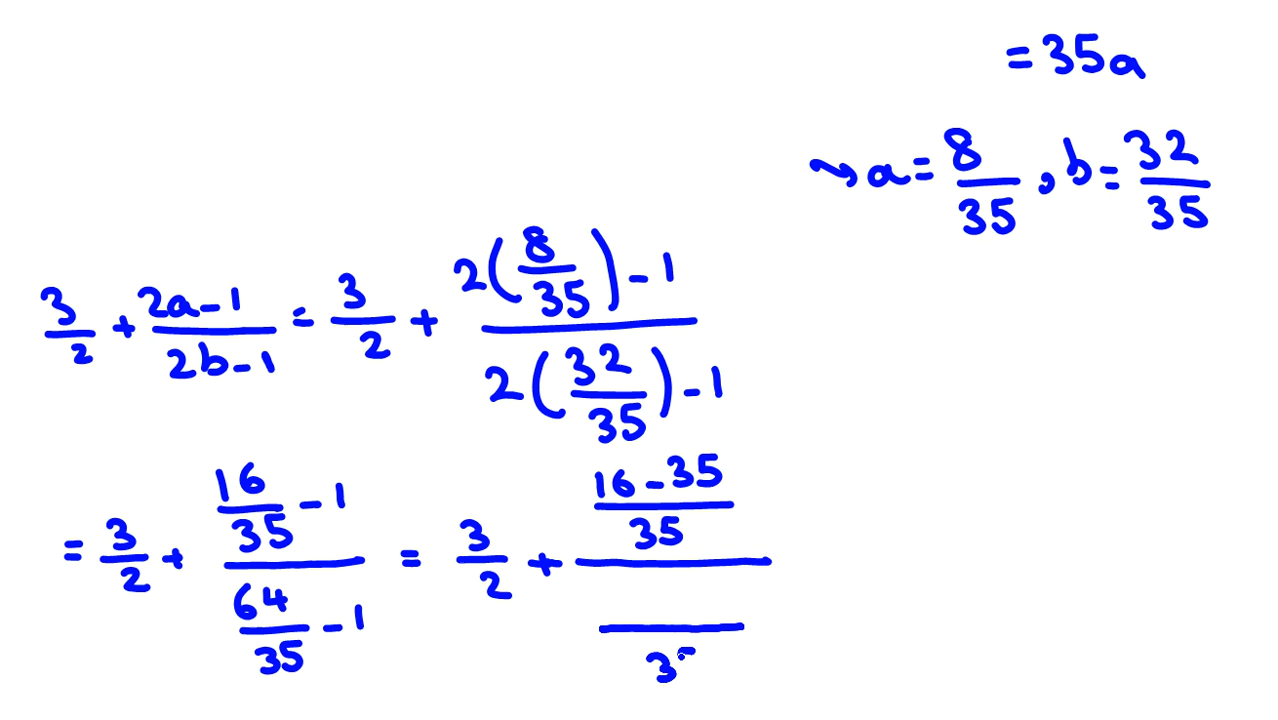 = 35a
→ a = 8/35 , b = 32/35
3/2 + (2a - 1)/(2b - 1) = 3/2 + (2(8/35) - 1)/(2(32/35) - 1)
= 3/2 + (16/35 - 1)/(64/35 - 1) = 3/2 + ((16 - 35)/35)/( /3)